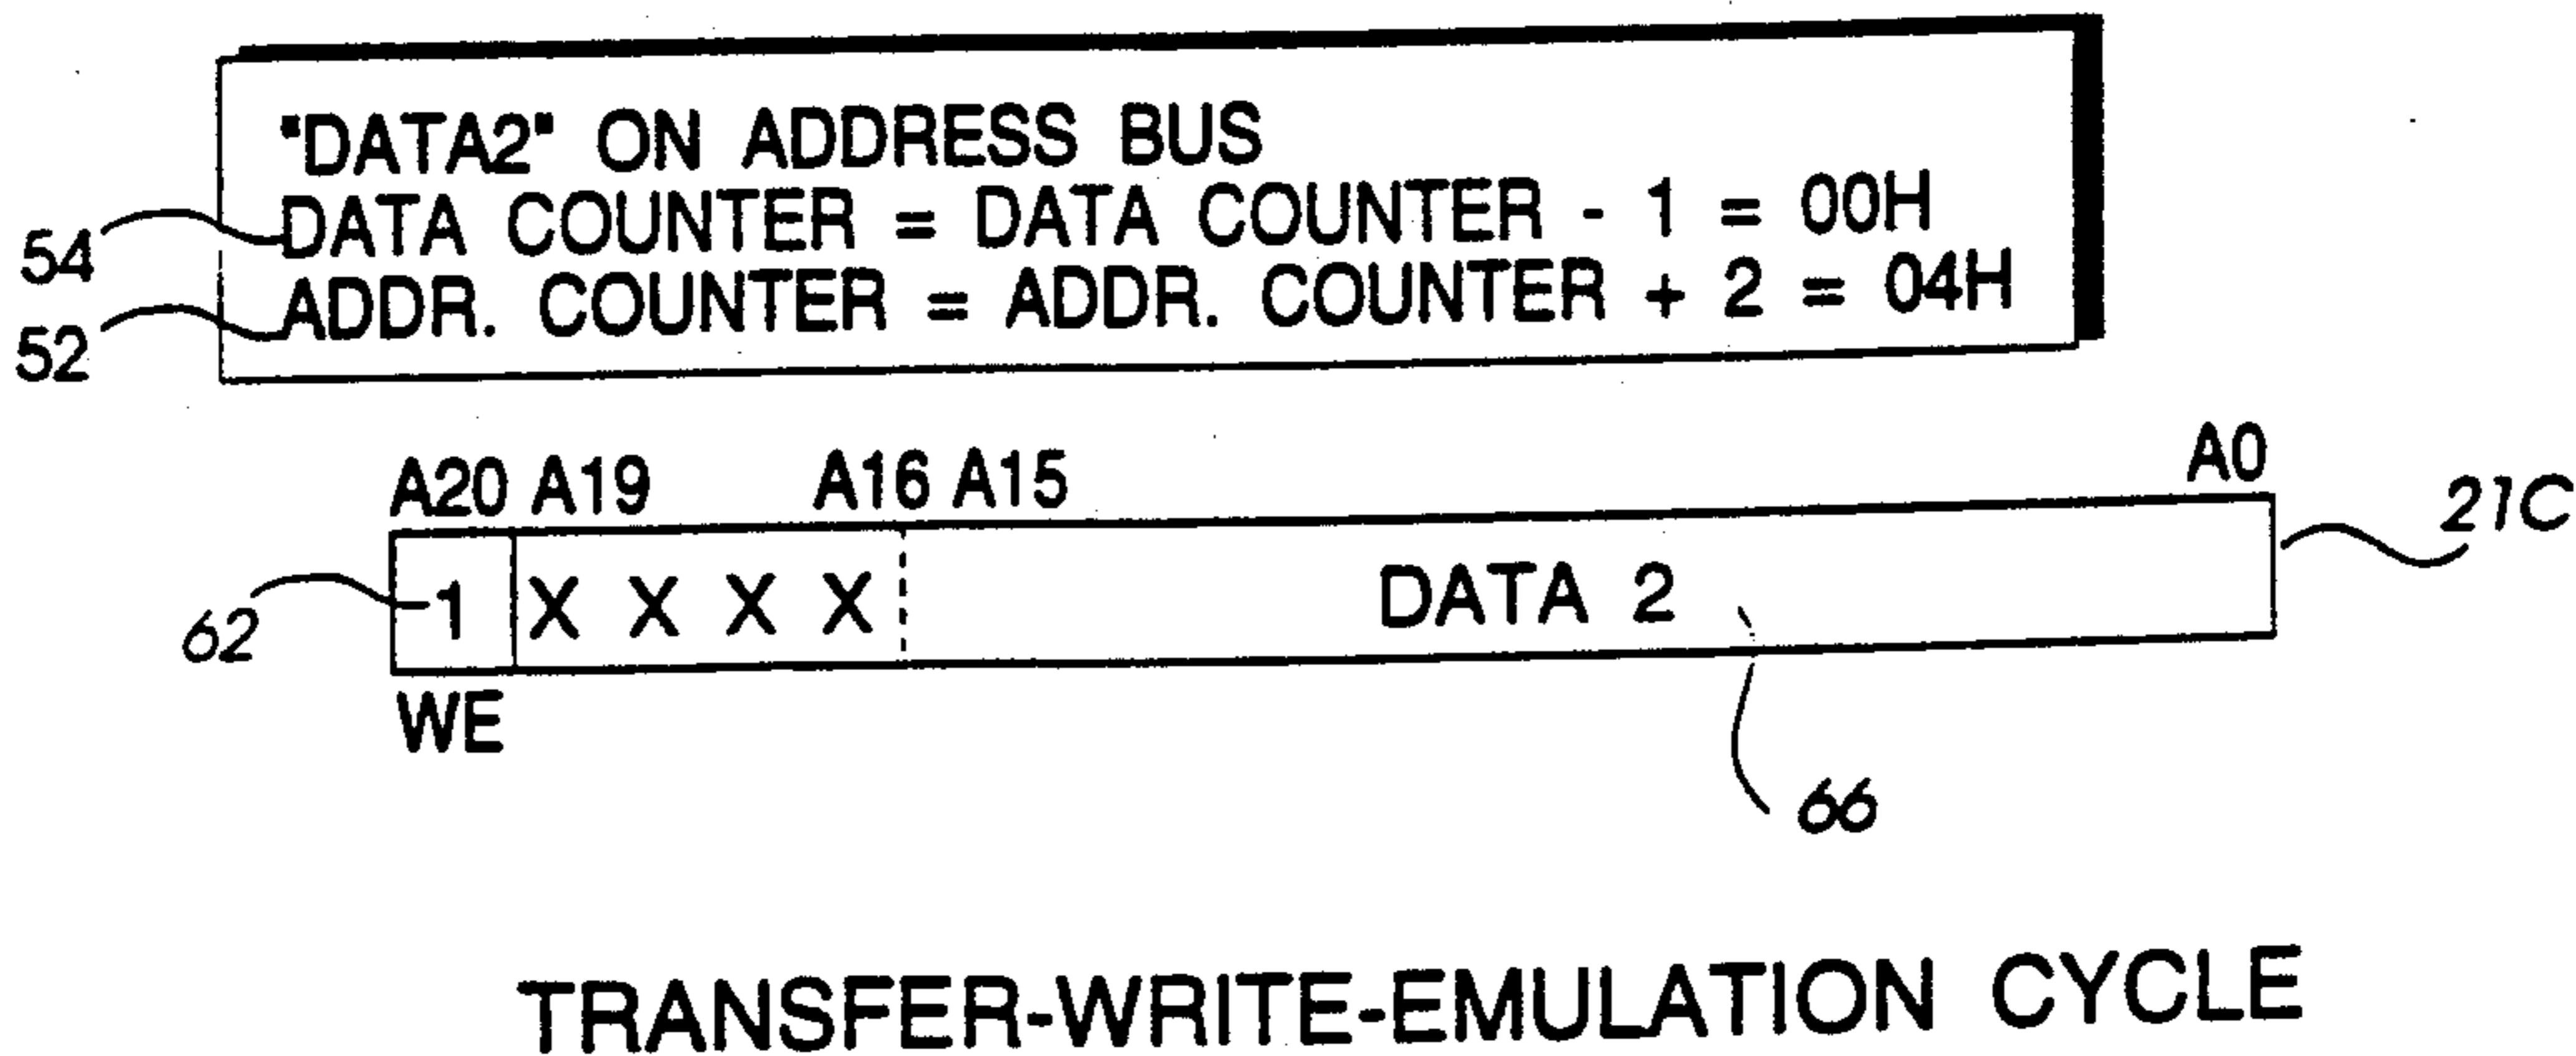 "DATA2" ON ADDRESS BUS
54 DATA COUNTER = DATA COUNTER - 1 = 00H
52 ADDR. COUNTER = ADDR. COUNTER + 2 = 04H
A20 A19 A16 A15 A0
21C
62 1 X X X X DATA 2
WE
66
TRANSFER-WRITE-EMULATION CYCLE